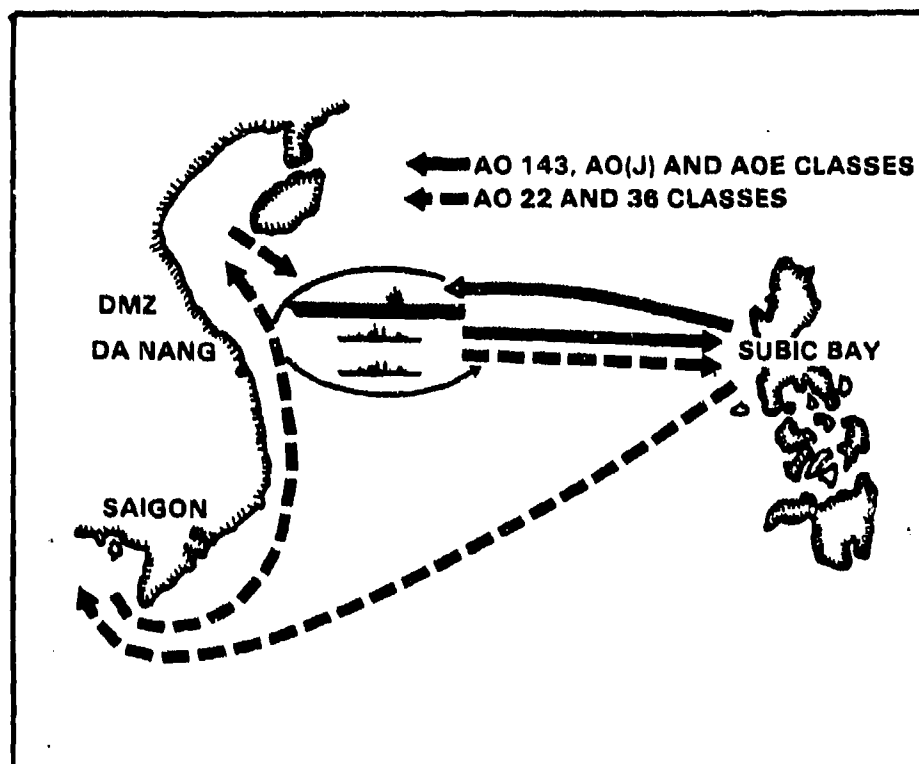 AO 143, AO(J) AND AOE CLASSES
AO 22 AND 36 CLASSES
DMZ
DA NANG
SUBIC BAY
SAIGON